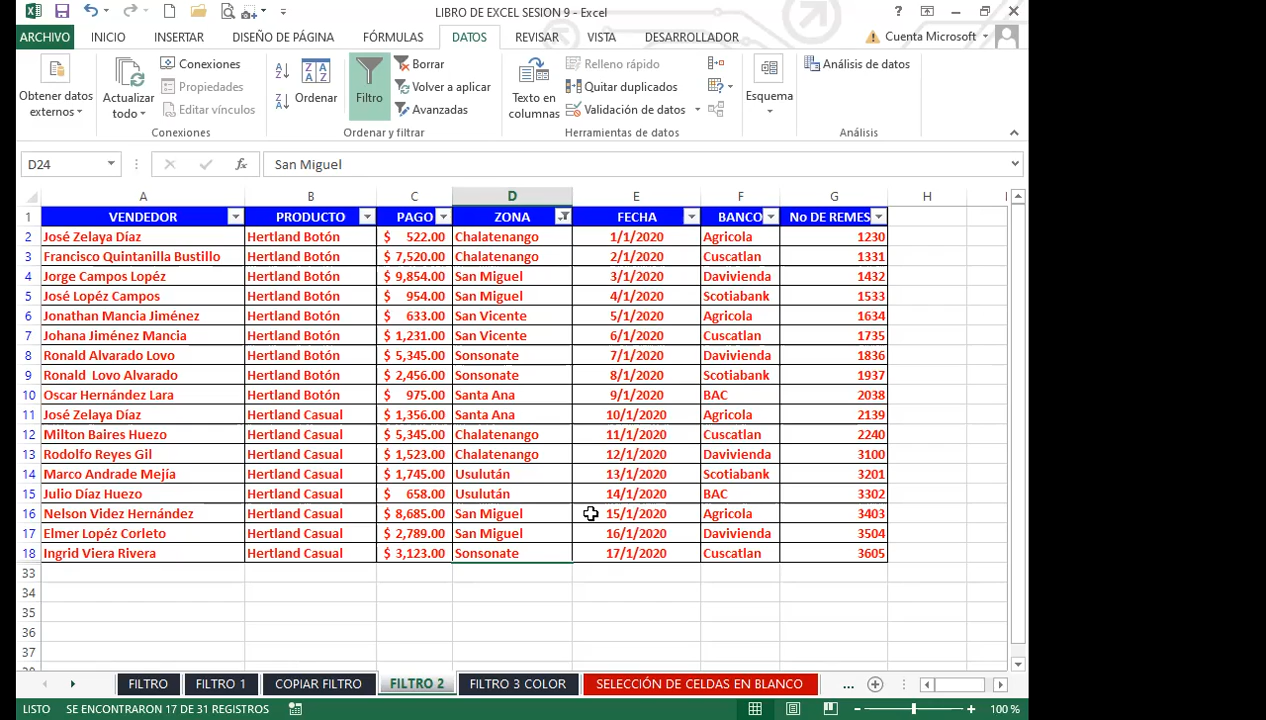 LIBRO DE EXCEL SESION 9 - Excel
?
ARCHIVO INICIO INSERTAR DISEÑO DE PÁGINA FÓRMULAS DATOS REVISAR VISTA DESARROLLADOR Cuenta Microsoft
Obtener datos externos
Actualizar todo
Conexiones
Propiedades
Editar vínculos
Conexiones
Ordenar
Filtro
Borrar
Volver a aplicar
Avanzadas
Ordenar y filtrar
Texto en columnas
Relleno rápido
Quitar duplicados
Validación de datos
Herramientas de datos
Esquema
Análisis de datos
Análisis
D24 fx San Miguel
A B C D E F G H I
1 VENDEDOR PRODUCTO PAGO ZONA FECHA BANCO No DE REMES
2 José Zelaya Díaz Hertland Botón $ 522.00 Chalatenango 1/1/2020 Agricola 1230
3 Francisco Quintanilla Bustillo Hertland Botón $ 7,520.00 Chalatenango 2/1/2020 Cuscatlan 1331
4 Jorge Campos Lopéz Hertland Botón $ 9,854.00 San Miguel 3/1/2020 Davivienda 1432
5 José Lopéz Campos Hertland Botón $ 954.00 San Miguel 4/1/2020 Scotiabank 1533
6 Jonathan Mancia Jiménez Hertland Botón $ 633.00 San Vicente 5/1/2020 Agricola 1634
7 Johana Jiménez Mancia Hertland Botón $ 1,231.00 San Vicente 6/1/2020 Cuscatlan 1735
8 Ronald Alvarado Lovo Hertland Botón $ 5,345.00 Sonsonate 7/1/2020 Davivienda 1836
9 Ronald Lovo Alvarado Hertland Botón $ 2,456.00 Sonsonate 8/1/2020 Scotiabank 1937
10 Oscar Hernández Lara Hertland Botón $ 975.00 Santa Ana 9/1/2020 BAC 2038
11 José Zelaya Díaz Hertland Casual $ 1,356.00 Santa Ana 10/1/2020 Agricola 2139
12 Milton Baires Huezo Hertland Casual $ 5,345.00 Chalatenango 11/1/2020 Cuscatlan 2240
13 Rodolfo Reyes Gil Hertland Casual $ 1,523.00 Chalatenango 12/1/2020 Davivienda 3100
14 Marco Andrade Mejía Hertland Casual $ 1,745.00 Usulután 13/1/2020 Scotiabank 3201
15 Julio Díaz Huezo Hertland Casual $ 658.00 Usulután 14/1/2020 BAC 3302
16 Nelson Videz Hernández Hertland Casual $ 8,685.00 San Miguel 15/1/2020 Agricola 3403
17 Elmer Lopéz Corleto Hertland Casual $ 2,789.00 San Miguel 16/1/2020 Davivienda 3504
18 Ingrid Viera Rivera Hertland Casual $ 3,123.00 Sonsonate 17/1/2020 Cuscatlan 3605
33
34
35
36
37
FILTRO FILTRO 1 COPIAR FILTRO FILTRO 2 FILTRO 3 COLOR SELECCIÓN DE CELDAS EN BLANCO ...
LISTO SE ENCONTRARON 17 DE 31 REGISTROS 100 %